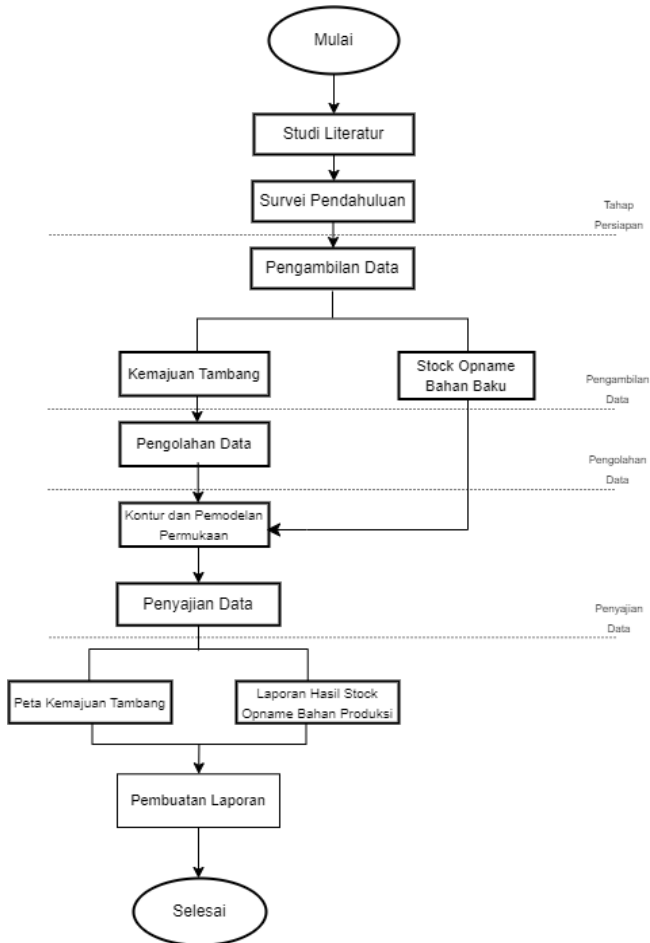 Mulai
Studi Literatur
Survei Pendahuluan
Tahap
Persiapan
Pengambilan Data
Kemajuan Tambang
Stock Opname
Bahan Baku
Pengambilan
Data
Pengolahan Data
Pengolahan
Data
Kontur dan Pemodelan
Permukaan
Penyajian Data
Penyajian
Data
Peta Kemajuan Tambang
Laporan Hasil Stock
Opname Bahan Produksi
Pembuatan Laporan
Selesai